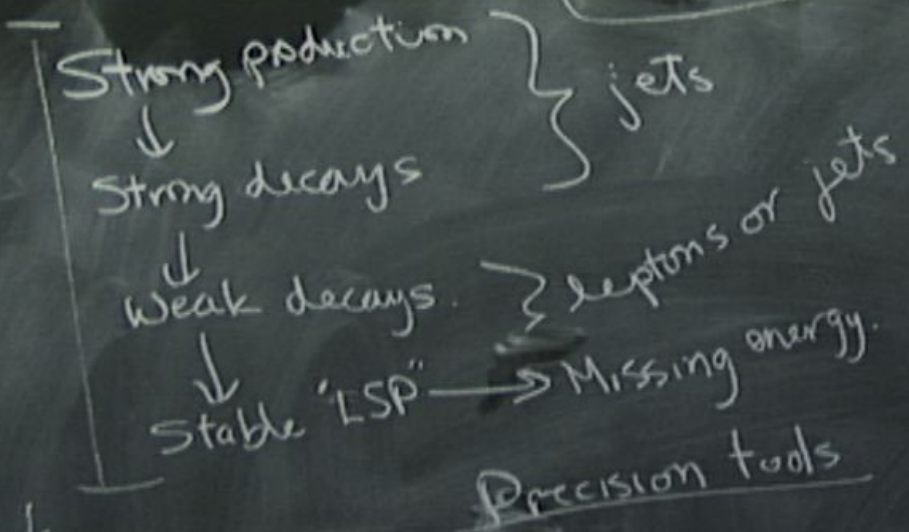 Strong production } jets
↓
Strong decays
↓
Weak decays. } leptons or jets
↓
Stable "LSP" → Missing energy.
Precision tools